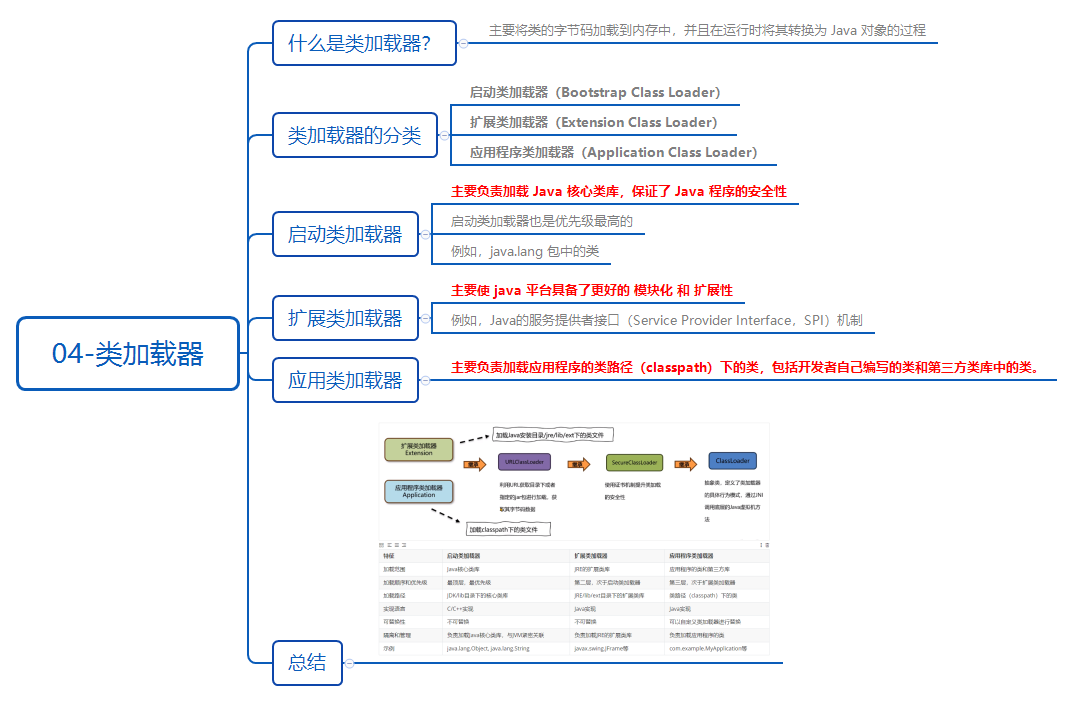 04-类加载器
什么是类加载器？
主要将类的字节码加载到内存中，并且在运行时将其转换为 Java 对象的过程
类加载器的分类
启动类加载器（Bootstrap Class Loader）
扩展类加载器（Extension Class Loader）
应用程序类加载器（Application Class Loader）
启动类加载器
主要负责加载 Java 核心类库，保证了 Java 程序的安全性
启动类加载器也是优先级最高的
例如，java.lang 包中的类
扩展类加载器
主要使 java 平台具备了更好的 模块化 和 扩展性
例如，Java的服务提供者接口（Service Provider Interface，SPI）机制
应用类加载器
主要负责加载应用程序的类路径（classpath）下的类，包括开发者自己编写的类和第三方类库中的类。
总结
加载Java安装目录/jre/lib/ext下的类文件
扩展类加载器
Extension
继承
URLClassLoader
继承
SecureClassLoader
继承
ClassLoader
应用程序类加载器
Application
利用URL获取目录下或者
指定的jar包进行加载，获
取其字节码数据
使用证书机制提升类加载
的安全性
抽象类，定义了类加载器
的具体行为模式，通过JNI
调用底层的Java虚拟机方
法
加载classpath下的类文件
特征 启动类加载器 扩展类加载器 应用程序类加载器
加载范围 Java核心类库 JRE的扩展类库 应用程序的类和第三方库
加载顺序和优先级 最顶层，最优先级 第二层，次于启动类加载器 第三层，次于扩展类加载器
加载路径 JDK/lib目录下的核心类库 JRE/lib/ext目录下的扩展类库 类路径（classpath）下的类
实现语言 C/C++实现 Java实现 Java实现
可替换性 不可替换 不可替换 可以自定义类加载器进行替换
隔离和管理 负责加载Java核心类库，与JVM紧密关联 负责加载JRE的扩展类库 负责加载应用程序的类
示例 java.lang.Object, java.lang.String javax.swing.JFrame等 com.example.MyApplication等